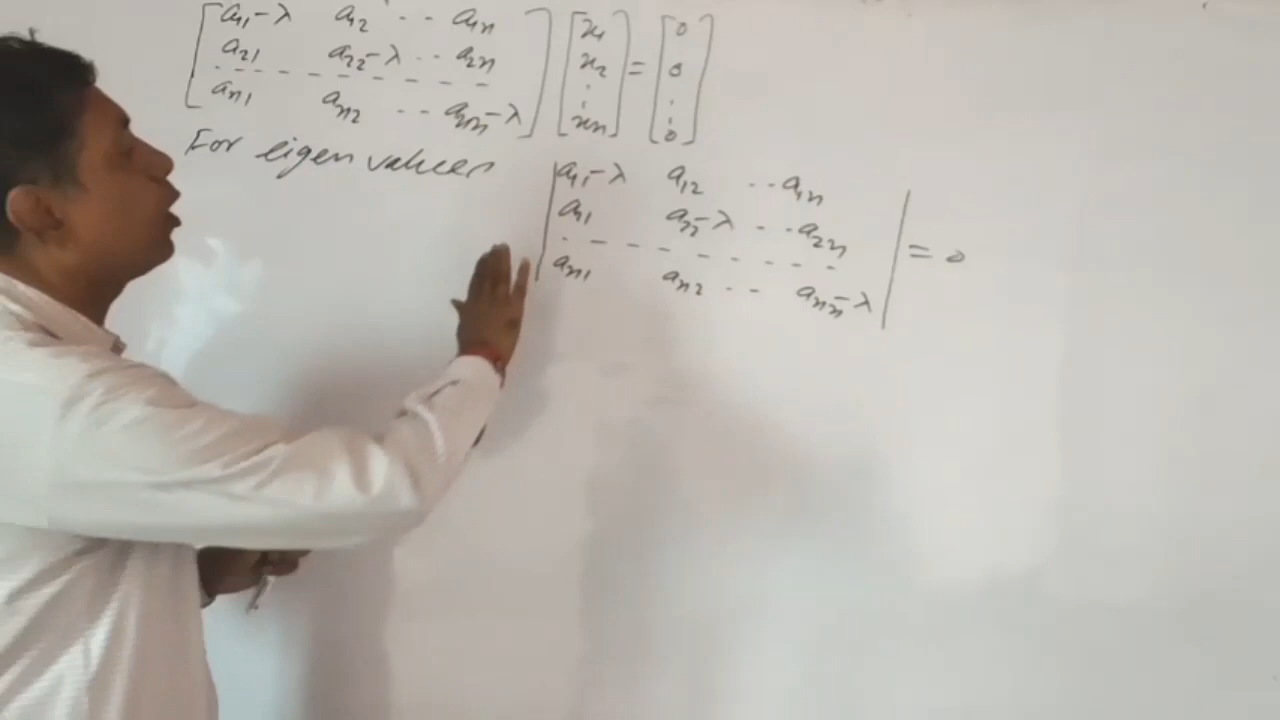 [a₁₁-λ a₁₂ .. a₁ₙ] [x₁] = [0]
[a₂₁ a₂₂-λ .. a₂ₙ] [x₂] [0]
- - - - - - - - - ⋮ ⋮
[aₙ₁ aₙ₂ .. aₙₙ-λ] [xₙ] [0]
For eigen values
|a₁₁-λ a₁₂ .. a₁ₙ|
|a₂₁ a₂₂-λ .. a₂ₙ| = 0
- - - - - - - - -
|aₙ₁ aₙ₂ .. aₙₙ-λ|